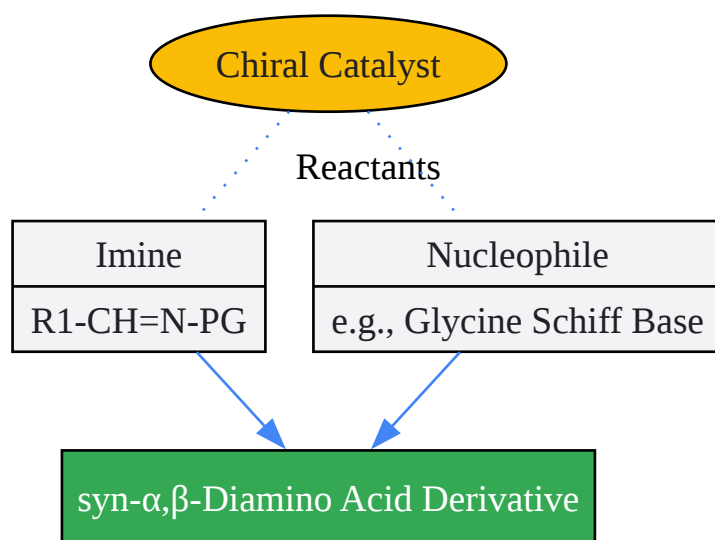 Chiral Catalyst
Reactants
Imine
R1-CH=N-PG
Nucleophile
e.g., Glycine Schiff Base
syn-α,β-Diamino Acid Derivative